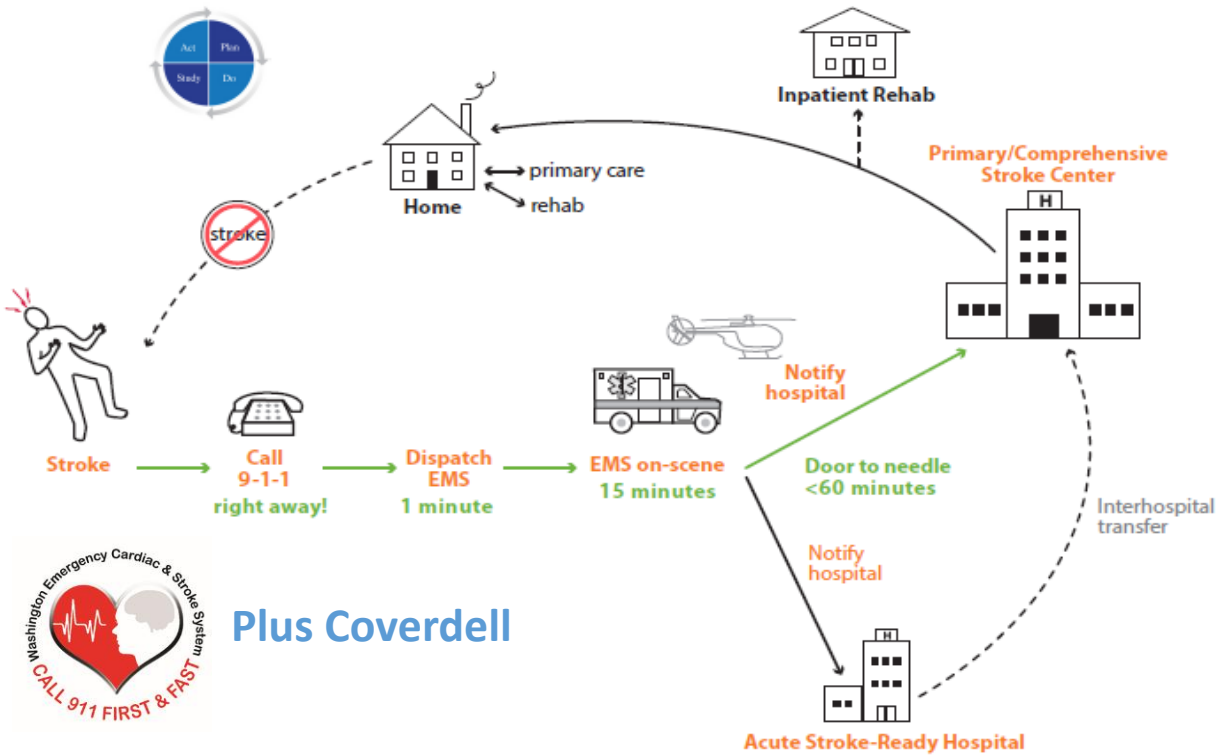 Act
Plan
Study
Do
Inpatient Rehab
Primary/Comprehensive
Stroke Center
H
primary care
rehab
Home
stroke
Notify
hospital
Stroke
Call
9-1-1
right away!
Dispatch
EMS
1 minute
EMS on-scene
15 minutes
Door to needle
<60 minutes
Interhospital
transfer
Notify
hospital
Washington Emergency Cardiac & Stroke System
CALL 911 FIRST & FAST
Plus Coverdell
H
Acute Stroke-Ready Hospital